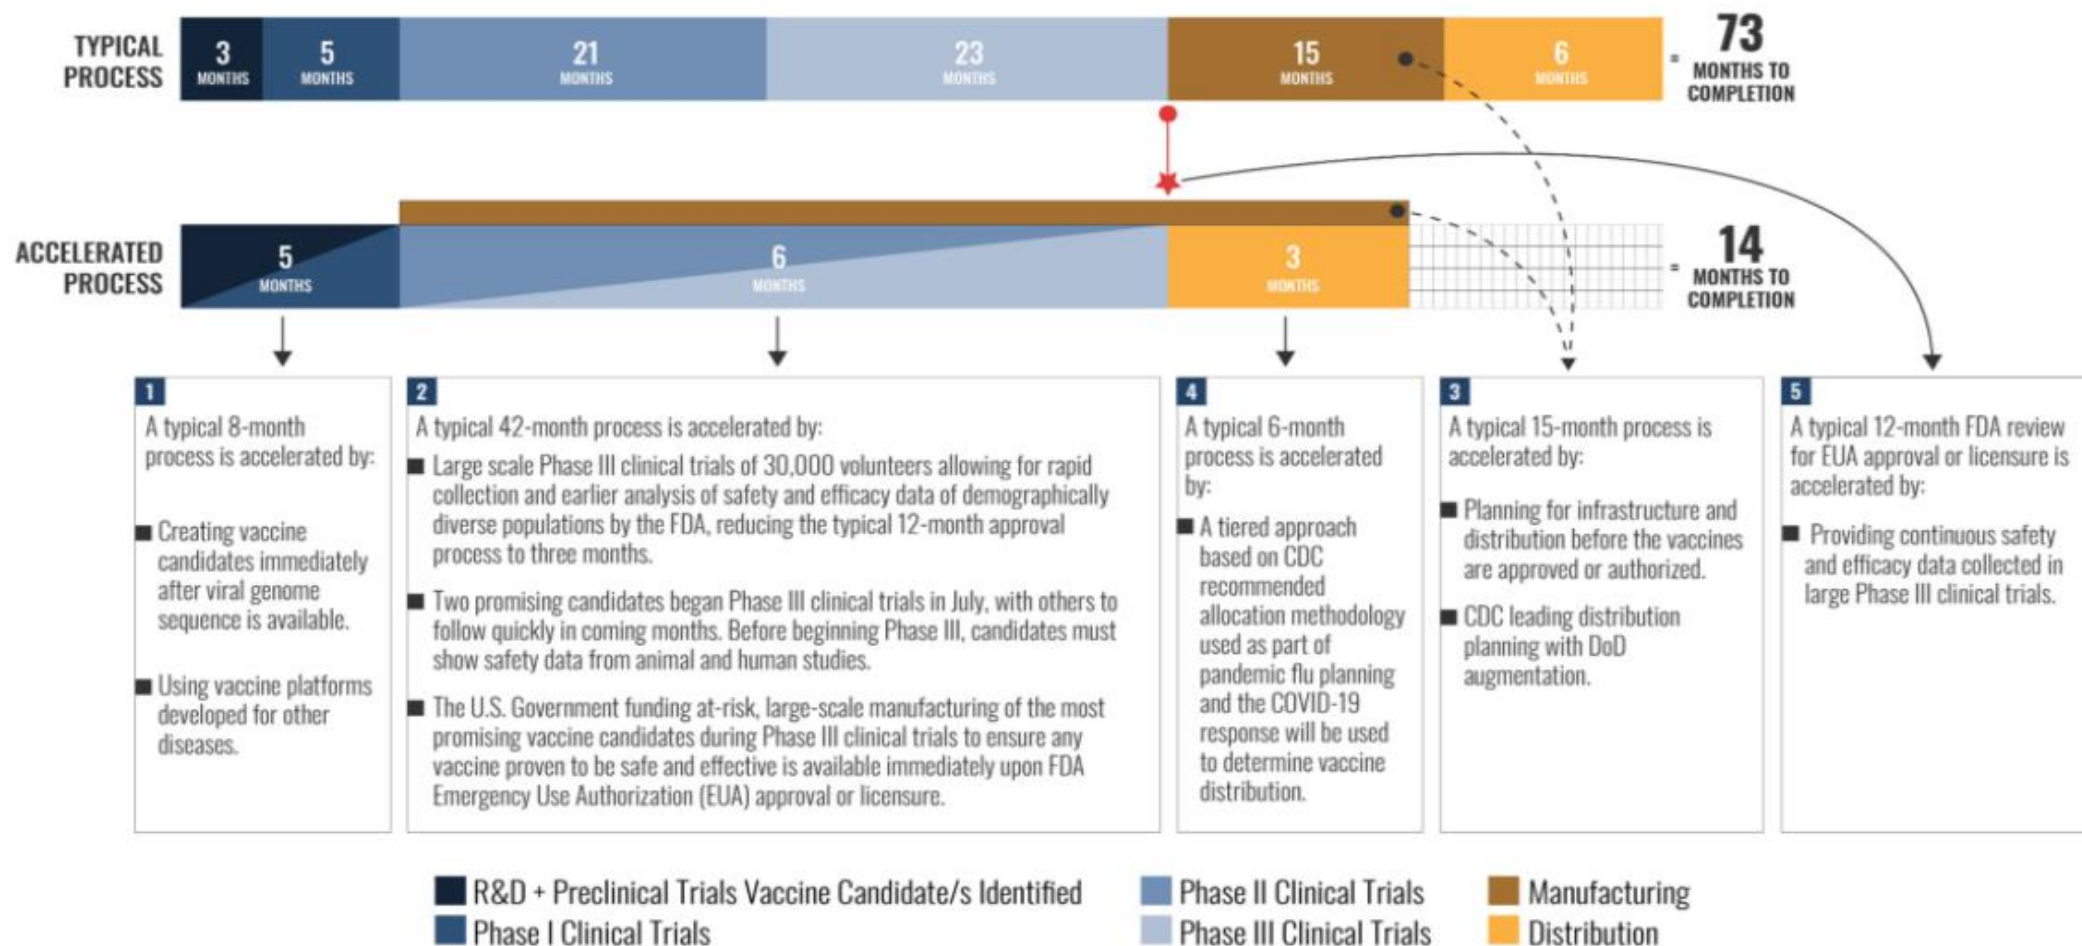 TYPICAL
PROCESS
3
MONTHS
5
MONTHS
21
MONTHS
23
MONTHS
15
MONTHS
6
MONTHS
=
73
MONTHS TO
COMPLETION
ACCELERATED
PROCESS
5
MONTHS
6
MONTHS
3
MONTHS
=
14
MONTHS TO
COMPLETION
1
A typical 8-month
process is accelerated by:
Creating vaccine
candidates immediately
after viral genome
sequence is available.
Using vaccine platforms
developed for other
diseases.
2
A typical 42-month process is accelerated by:
Large scale Phase III clinical trials of 30,000 volunteers allowing for rapid
collection and earlier analysis of safety and efficacy data of demographically
diverse populations by the FDA, reducing the typical 12-month approval
process to three months.
Two promising candidates began Phase III clinical trials in July, with others to
follow quickly in coming months. Before beginning Phase III, candidates must
show safety data from animal and human studies.
The U.S. Government funding at-risk, large-scale manufacturing of the most
promising vaccine candidates during Phase III clinical trials to ensure any
vaccine proven to be safe and effective is available immediately upon FDA
Emergency Use Authorization (EUA) approval or licensure.
4
A typical 6-month
process is accelerated
by:
A tiered approach
based on CDC
recommended
allocation methodology
used as part of
pandemic flu planning
and the COVID-19
response will be used
to determine vaccine
distribution.
3
A typical 15-month process is
accelerated by:
Planning for infrastructure and
distribution before the vaccines
are approved or authorized.
CDC leading distribution
planning with DoD
augmentation.
5
A typical 12-month FDA review
for EUA approval or licensure is
accelerated by:
Providing continuous safety
and efficacy data collected in
large Phase III clinical trials.
R&D + Preclinical Trials Vaccine Candidate/s Identified
Phase I Clinical Trials
Phase II Clinical Trials
Phase III Clinical Trials
Manufacturing
Distribution